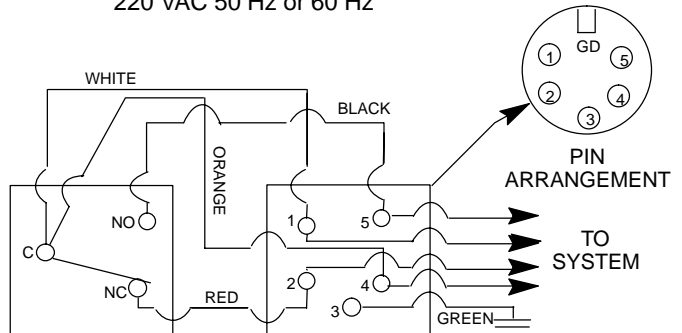 220 VAC 50 Hz or 60 Hz
GD
1
5
2
4
3
PIN
ARRANGEMENT
WHITE
BLACK
ORANGE
NO
1
5
C
TO
SYSTEM
NC
RED
2
4
3
GREEN